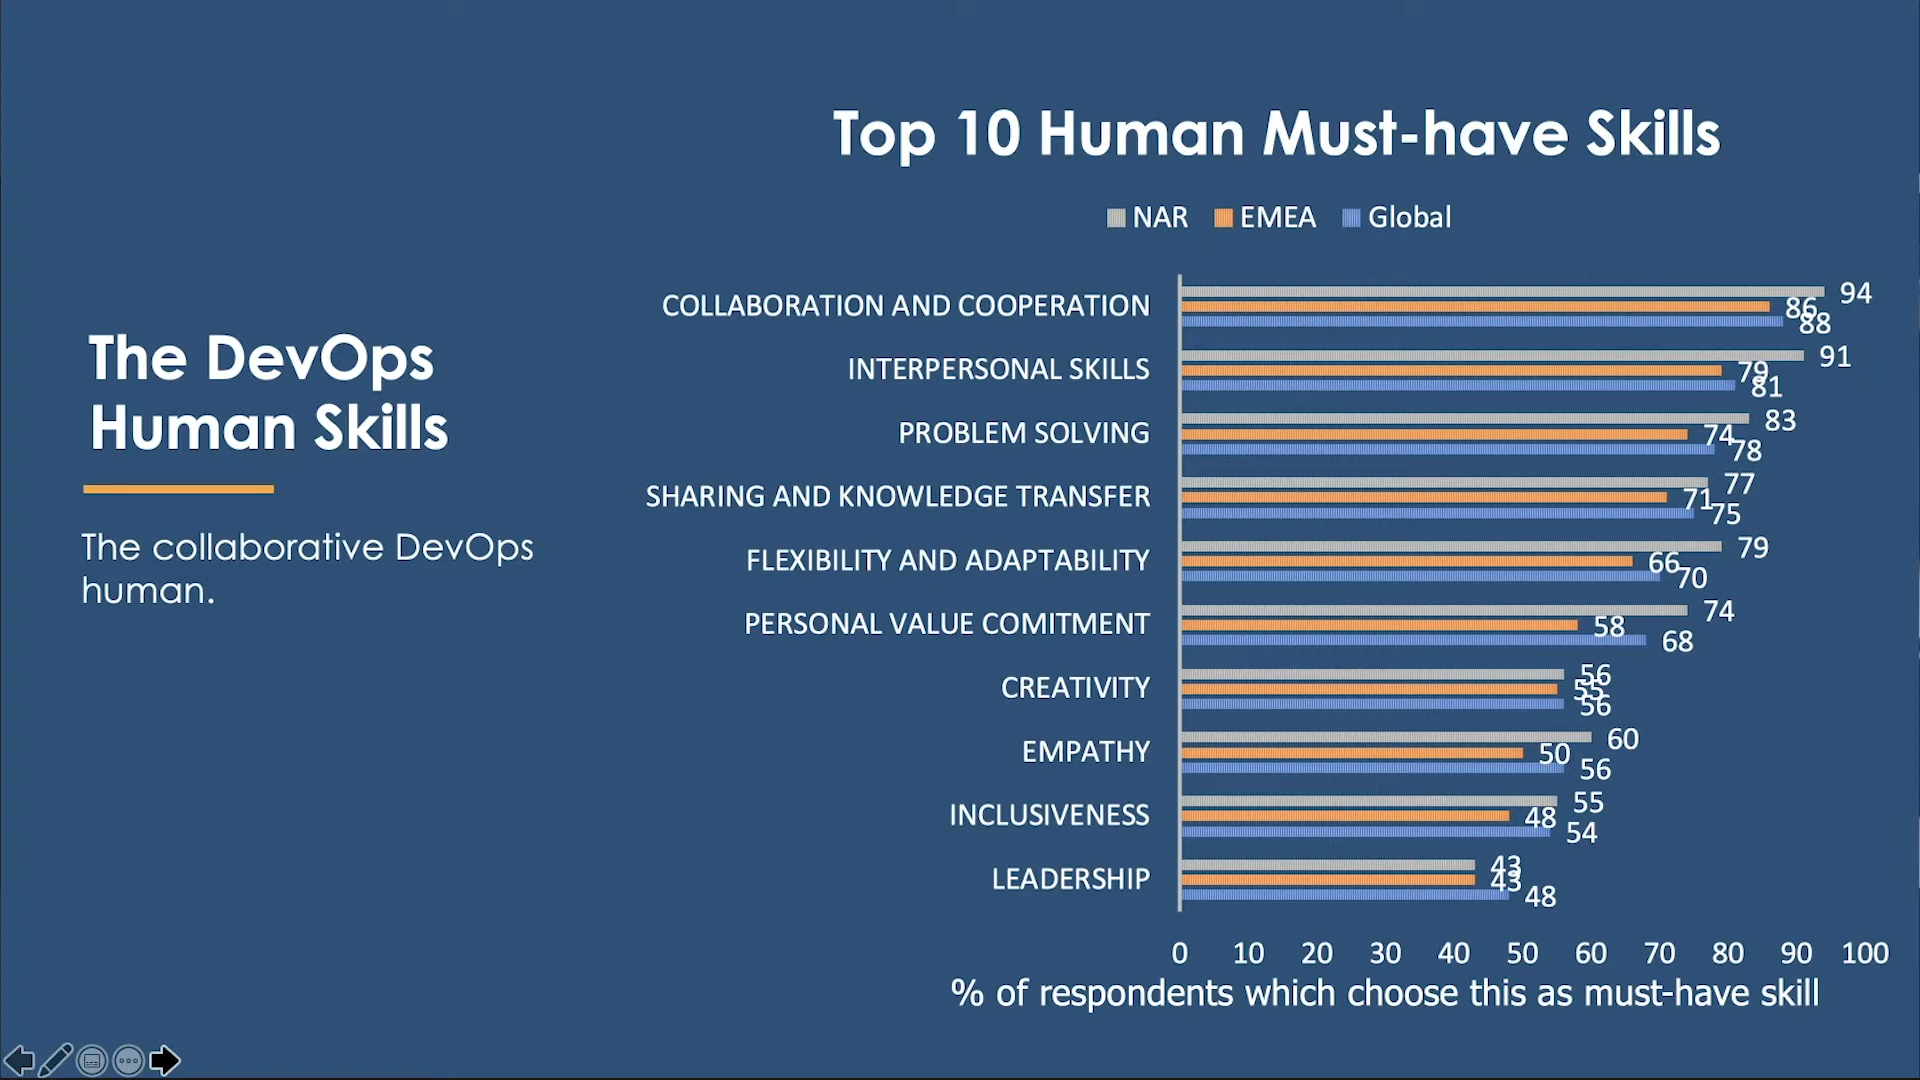 Top 10 Human Must-have Skills
NAR EMEA Global
The DevOps
Human Skills
The collaborative DevOps
human.
COLLABORATION AND COOPERATION
94
86
88
INTERPERSONAL SKILLS
91
79
81
PROBLEM SOLVING
83
74
78
SHARING AND KNOWLEDGE TRANSFER
77
71
75
FLEXIBILITY AND ADAPTABILITY
79
66
70
PERSONAL VALUE COMITMENT
74
58
68
CREATIVITY
56
55
56
EMPATHY
60
50
56
INCLUSIVENESS
55
48
54
LEADERSHIP
43
43
48
0 10 20 30 40 50 60 70 80 90 100
% of respondents which choose this as must-have skill